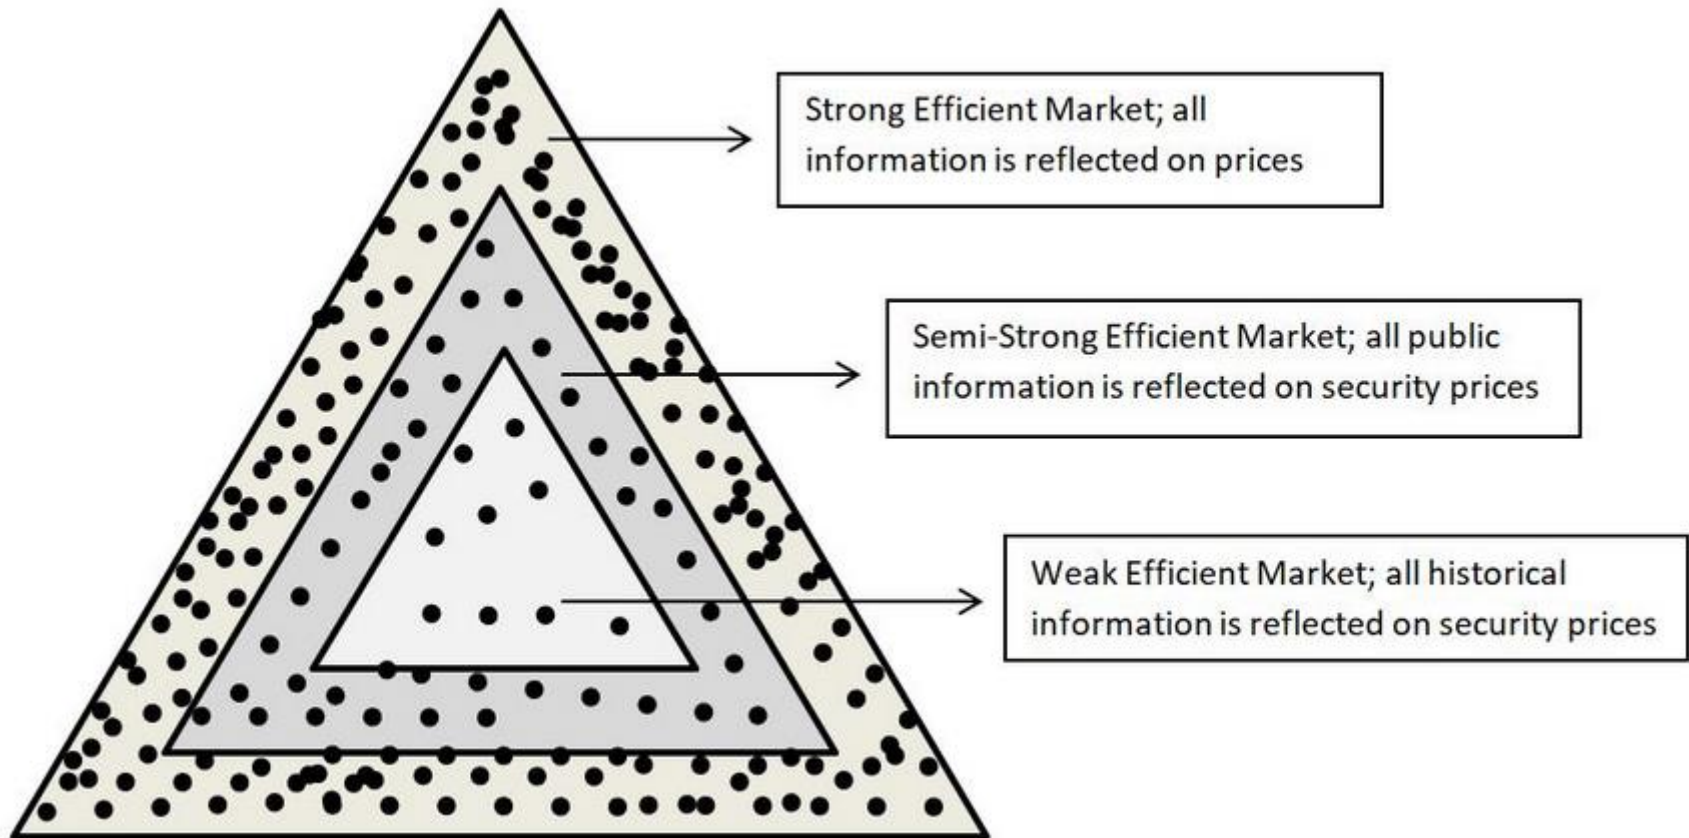 Strong Efficient Market; all
information is reflected on prices
Semi-Strong Efficient Market; all public
information is reflected on security prices
Weak Efficient Market; all historical
information is reflected on security prices